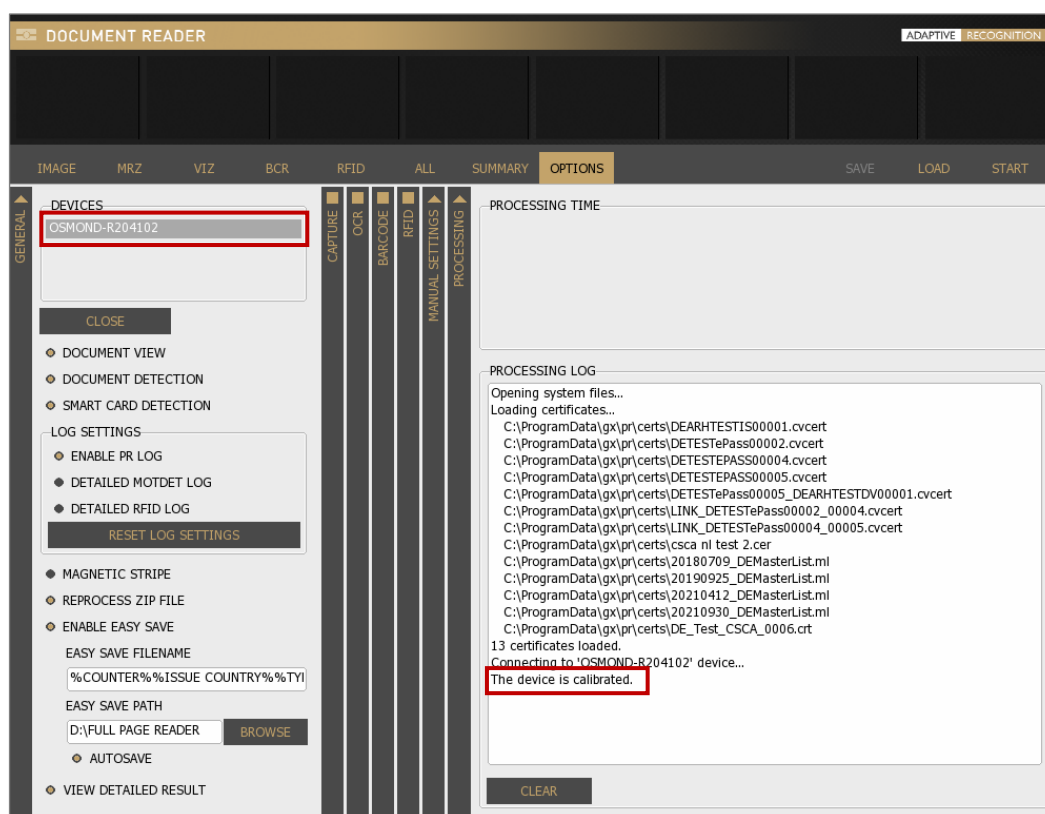 DOCUMENT READER
ADAPTIVE RECOGNITION
IMAGE MRZ VIZ BCR RFID ALL SUMMARY OPTIONS SAVE LOAD START
GENERAL
DEVICES
OSMOND-R204102
CLOSE
DOCUMENT VIEW
DOCUMENT DETECTION
SMART CARD DETECTION
LOG SETTINGS
ENABLE PR LOG
DETAILED MOTDET LOG
DETAILED RFID LOG
RESET LOG SETTINGS
MAGNETIC STRIPE
REPROCESS ZIP FILE
ENABLE EASY SAVE
EASY SAVE FILENAME
%COUNTER%%ISSUE COUNTRY%%TYI
EASY SAVE PATH
D:\FULL PAGE READER
BROWSE
AUTOSAVE
VIEW DETAILED RESULT
CAPTURE
OCR
BARCODE
RFID
MANUAL SETTINGS
PROCESSING
PROCESSING TIME
PROCESSING LOG
Opening system files...
Loading certificates...
C:\ProgramData\gx\pr\certs\DEARHTESTIS00001.cvcert
C:\ProgramData\gx\pr\certs\DETESTePass00002.cvcert
C:\ProgramData\gx\pr\certs\DETESTEPASS00004.cvcert
C:\ProgramData\gx\pr\certs\DETESTEPASS00005.cvcert
C:\ProgramData\gx\pr\certs\DETESTePass00005_DEARHTESTDV00001.cvcert
C:\ProgramData\gx\pr\certs\LINK_DETESTePass00002_00004.cvcert
C:\ProgramData\gx\pr\certs\LINK_DETESTePass00004_00005.cvcert
C:\ProgramData\gx\pr\certs\csca nl test 2.cer
C:\ProgramData\gx\pr\certs\20180709_DEMasterList.ml
C:\ProgramData\gx\pr\certs\20190925_DEMasterList.ml
C:\ProgramData\gx\pr\certs\20210412_DEMasterList.ml
C:\ProgramData\gx\pr\certs\20210930_DEMasterList.ml
C:\ProgramData\gx\pr\certs\DE_Test_CSCA_0006.crt
13 certificates loaded.
Connecting to 'OSMOND-R204102' device...
The device is calibrated.
CLEAR